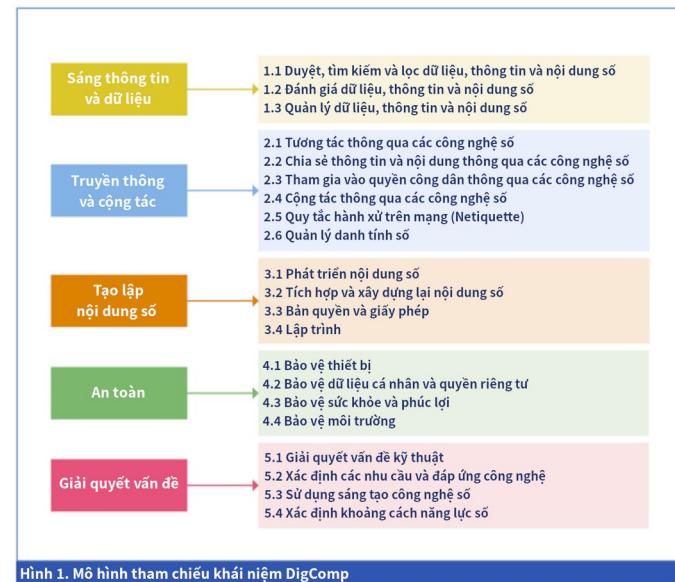 Sáng thông tin
và dữ liệu
1.1 Duyệt, tìm kiếm và lọc dữ liệu, thông tin và nội dung số
1.2 Đánh giá dữ liệu, thông tin và nội dung số
1.3 Quản lý dữ liệu, thông tin và nội dung số
Truyền thông
và cộng tác
2.1 Tương tác thông qua các công nghệ số
2.2 Chia sẻ thông tin và nội dung thông qua các công nghệ số
2.3 Tham gia vào quyền công dân thông qua các công nghệ số
2.4 Cộng tác thông qua các công nghệ số
2.5 Quy tắc hành xử trên mạng (Netiquette)
2.6 Quản lý danh tính số
Tạo lập
nội dung số
3.1 Phát triển nội dung số
3.2 Tích hợp và xây dựng lại nội dung số
3.3 Bản quyền và giấy phép
3.4 Lập trình
An toàn
4.1 Bảo vệ thiết bị
4.2 Bảo vệ dữ liệu cá nhân và quyền riêng tư
4.3 Bảo vệ sức khỏe và phúc lợi
4.4 Bảo vệ môi trường
Giải quyết vấn đề
5.1 Giải quyết vấn đề kỹ thuật
5.2 Xác định các nhu cầu và đáp ứng công nghệ
5.3 Sử dụng sáng tạo công nghệ số
5.4 Xác định khoảng cách năng lực số
Hình 1. Mô hình tham chiếu khái niệm DigComp